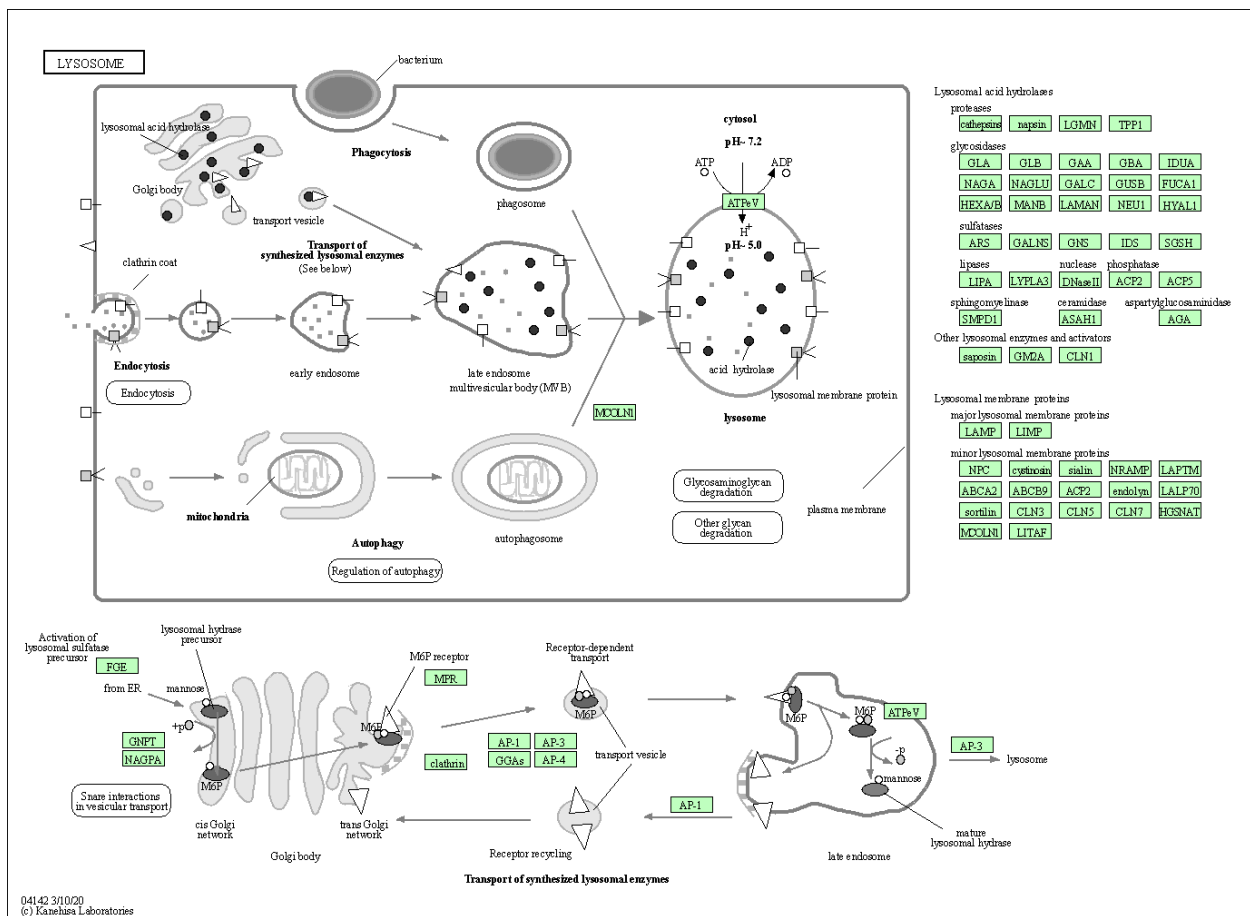 LYSOSOME
bacterium
lysosomal acid hydrolase
Golgi body
Phagocytosis
phagosome
transport vesicle
Transport of
synthesized lysosomal enzymes
(See below)
cytosol
pH~ 7.2
ATP
ADP
ATPeV
H+
pH~ 5.0
clathrin coat
Endocytosis
Endocytosis
early endosome
late endosome
multivesicular body (MVB)
acid hydrolase
lysosomal membrane protein
lysosome
MCOLN1
mitochondria
Autophagy
Regulation of autophagy
autophagosome
Glycosaminoglycan
degradation
Other glycan
degradation
plasma membrane
Lysosomal acid hydrolases
proteases
cathepsins napsin LGMN TPP1
glycosidases
GLA GLB GAA GBA IDUA
NAGA NAGLU GALC GUSB FUCA1
HEXA/B MANB LAMAN NEU1 HYAL1
sulfatases
ARS GALNS GNS IDS SGSH
lipases nuclease phosphatase
LIPA LYPLA3 DNaseII ACP2 ACP5
sphingomyelinase ceramidase aspartylglucosaminidase
SMPD1 ASAH1 AGA
Other lysosomal enzymes and activators
saposin GM2A CLN1
Lysosomal membrane proteins
major lysosomal membrane proteins
LAMP LIMP
minor lysosomal membrane proteins
NPC cystinosin sialin NRAMP LAPTM
ABCA2 ABCB9 ACP2 endolyn LALP70
sortilin CLN3 CLN5 CLN7 HGSNAT
MCOLN1 LITAF
Activation of
lysosomal sulfatase
precursor
FGE
lysosomal hydrase
precursor
from ER
mannose
+p
GNPT
NAGPA
M6P
Snare interactions
in vesicular transport
cis Golgi
network
trans Golgi
network
Golgi body
M6P receptor
MPR
M6P
clathrin
AP-1 AP-3
GGAs AP-4
Receptor-dependent
transport
M6P
transport vesicle
Receptor recycling
AP-1
M6P
M6P
ATPeV
-p
mannose
AP-3
lysosome
mature
lysosomal hydrase
late endosome
Transport of synthesized lysosomal enzymes
04142 3/10/20
(c) Kanehisa Laboratories